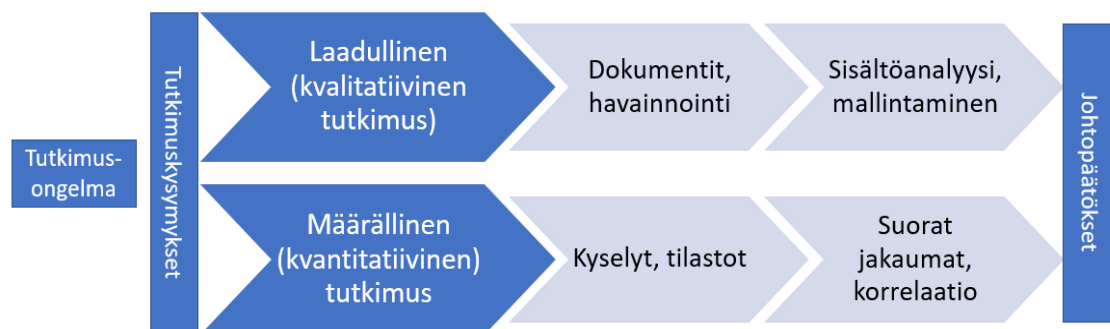 Tutkimus-
ongelma
Tutkimuskysymykset
Laadullinen
(kvalitatiivinen
tutkimus)
Dokumentit,
havainnointi
Sisältöanalyysi,
mallintaminen
Määrällinen
(kvantitatiivinen)
tutkimus
Kyselyt, tilastot
Suorat
jakaumat,
korrelaatio
Johtopäätökset